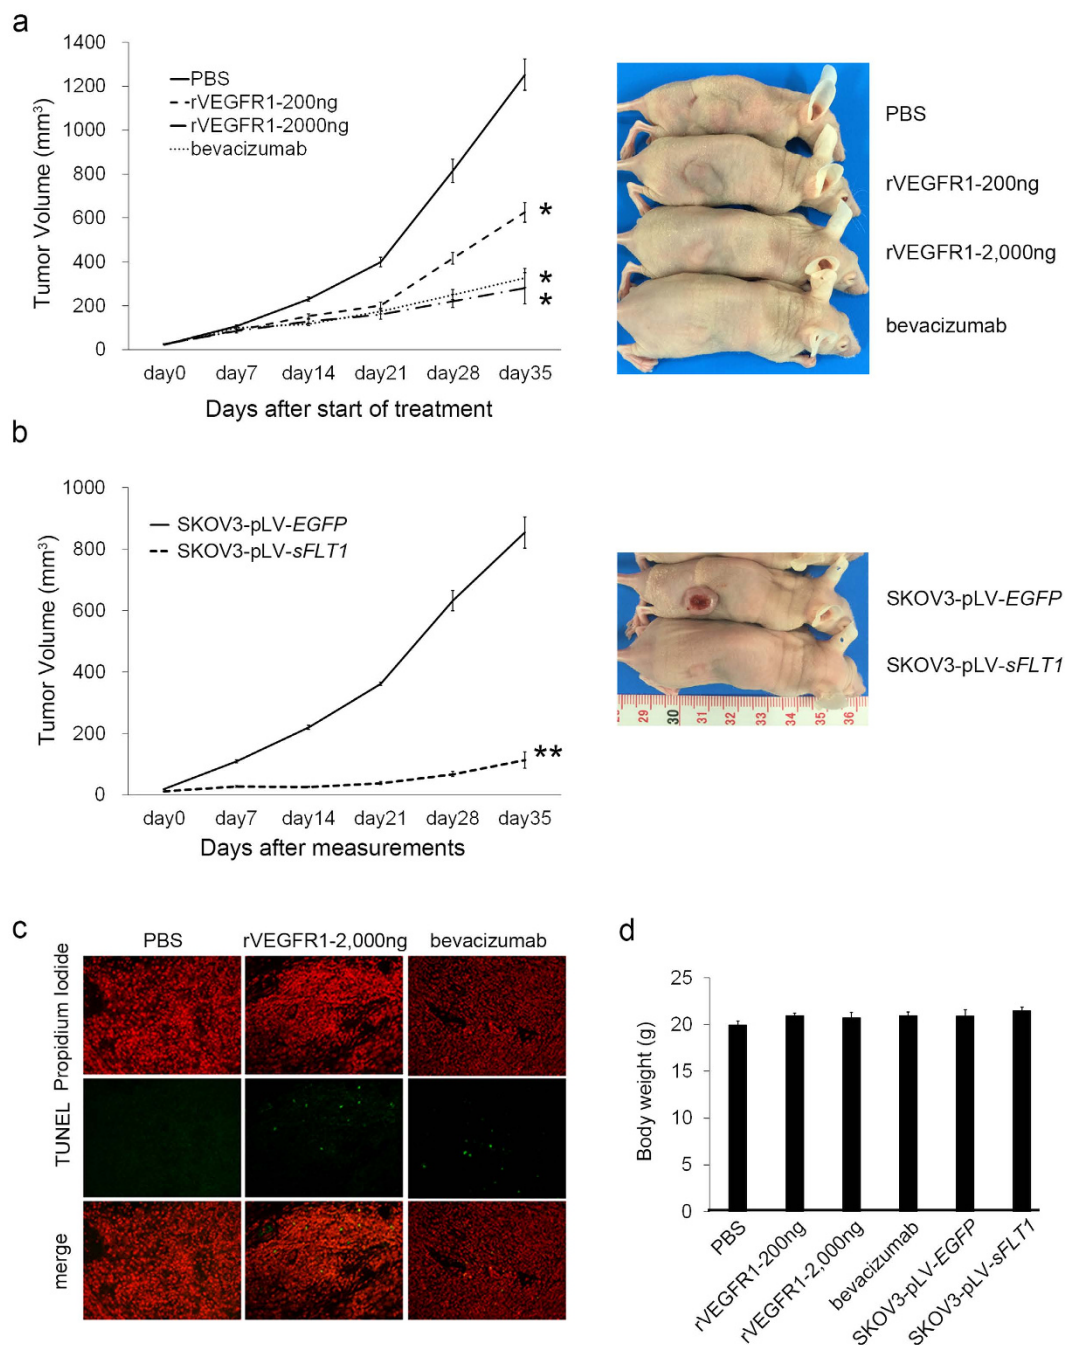 a
1400
1200
1000
800
600
400
200
0
Tumor Volume (mm³)
PBS
rVEGFR1-200ng
rVEGFR1-2000ng
bevacizumab
*
*
*
day0 day7 day14 day21 day28 day35
Days after start of treatment
PBS
rVEGFR1-200ng
rVEGFR1-2,000ng
bevacizumab
b
1000
800
600
400
200
0
Tumor Volume (mm³)
SKOV3-pLV-EGFP
SKOV3-pLV-sFLT1
**
day0 day7 day14 day21 day28 day35
Days after measurements
SKOV3-pLV-EGFP
SKOV3-pLV-sFLT1
29 30 31 32 33 34 35 36
c
PBS rVEGFR1-2,000ng bevacizumab
Propidium Iodide
TUNEL
merge
d
25
20
15
10
5
0
Body weight (g)
PBS
rVEGFR1-200ng
rVEGFR1-2,000ng
bevacizumab
SKOV3-pLV-EGFP
SKOV3-pLV-sFLT1